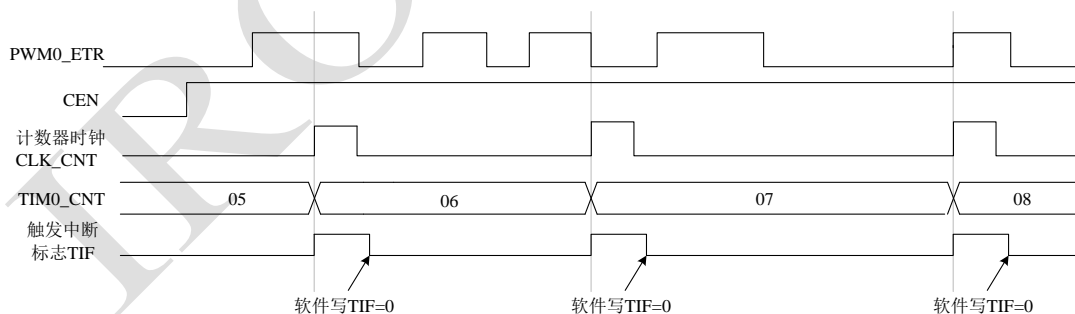 IRC
PWM0_ETR
CEN
计数器时钟
CLK_CNT
TIM0_CNT
05
06
07
08
触发中断
标志TIF
软件写TIF=0
软件写TIF=0
软件写TIF=0